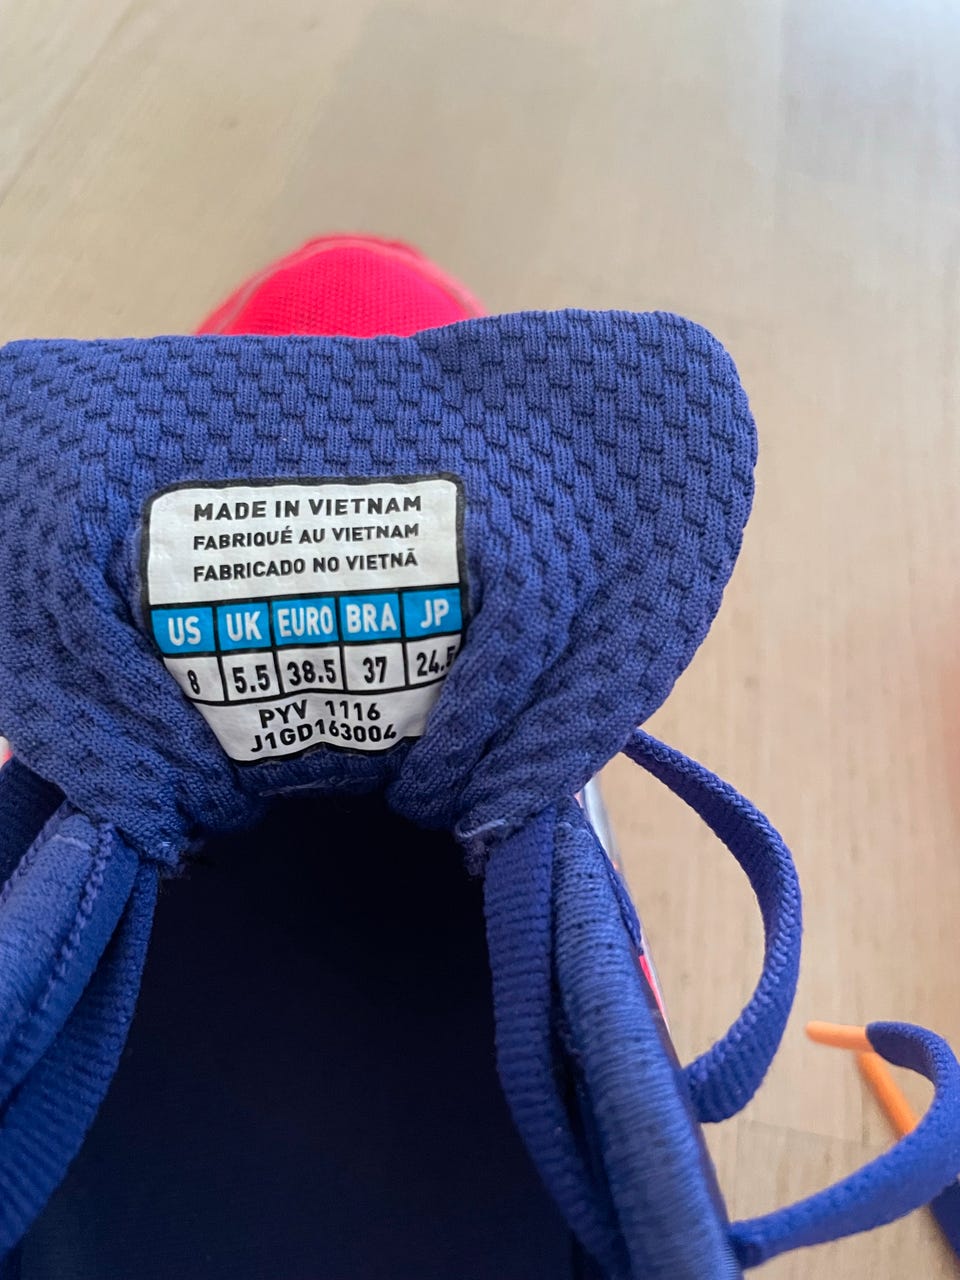 MADE IN VIETNAM
FABRIQUÉ AU VIETNAM
FABRICADO NO VIETNÃ
US UK EURO BRA JP
8 5.5 38.5 37 24.5
PYV 1116
J1GD163004